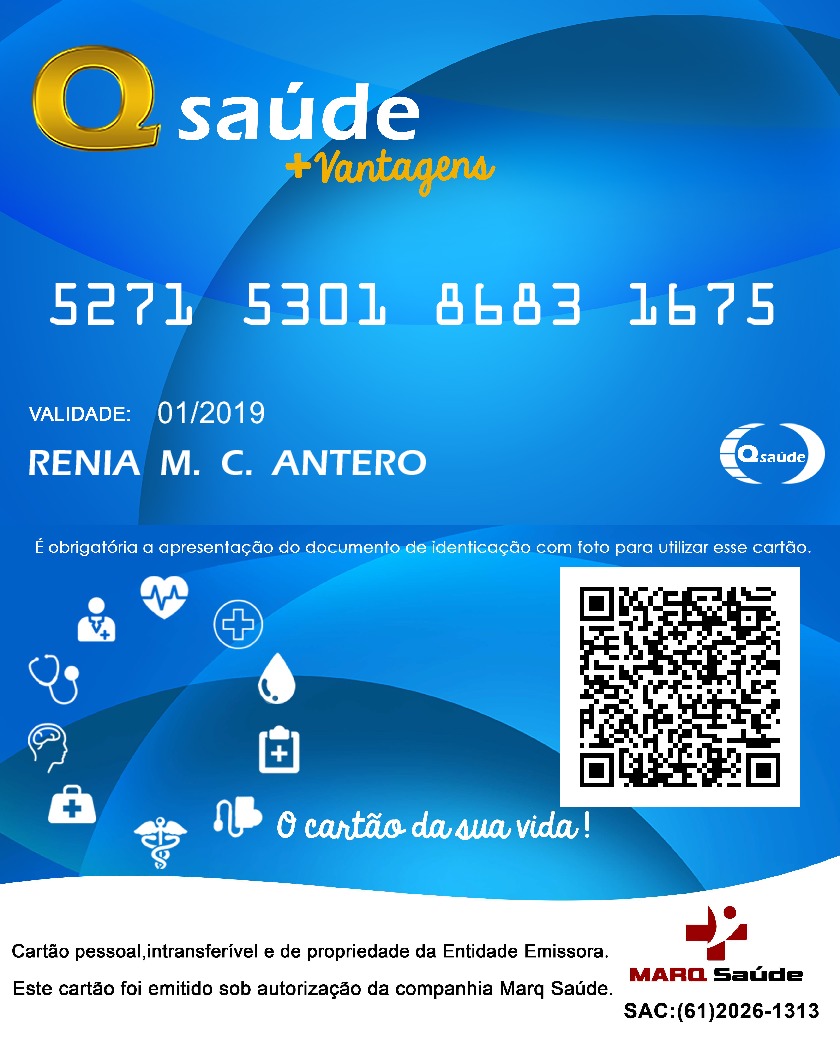 Q saúde
+Vantagens
5271 5301 8683 1675
VALIDADE: 01/2019
RENIA M. C. ANTERO
Qsaúde
É obrigatória a apresentação do documento de identicação com foto para utilizar esse cartão.
O cartão da sua vida!
Cartão pessoal,intransferível e de propriedade da Entidade Emissora.
MARQ Saúde
Este cartão foi emitido sob autorização da companhia Marq Saúde.
SAC:(61)2026-1313